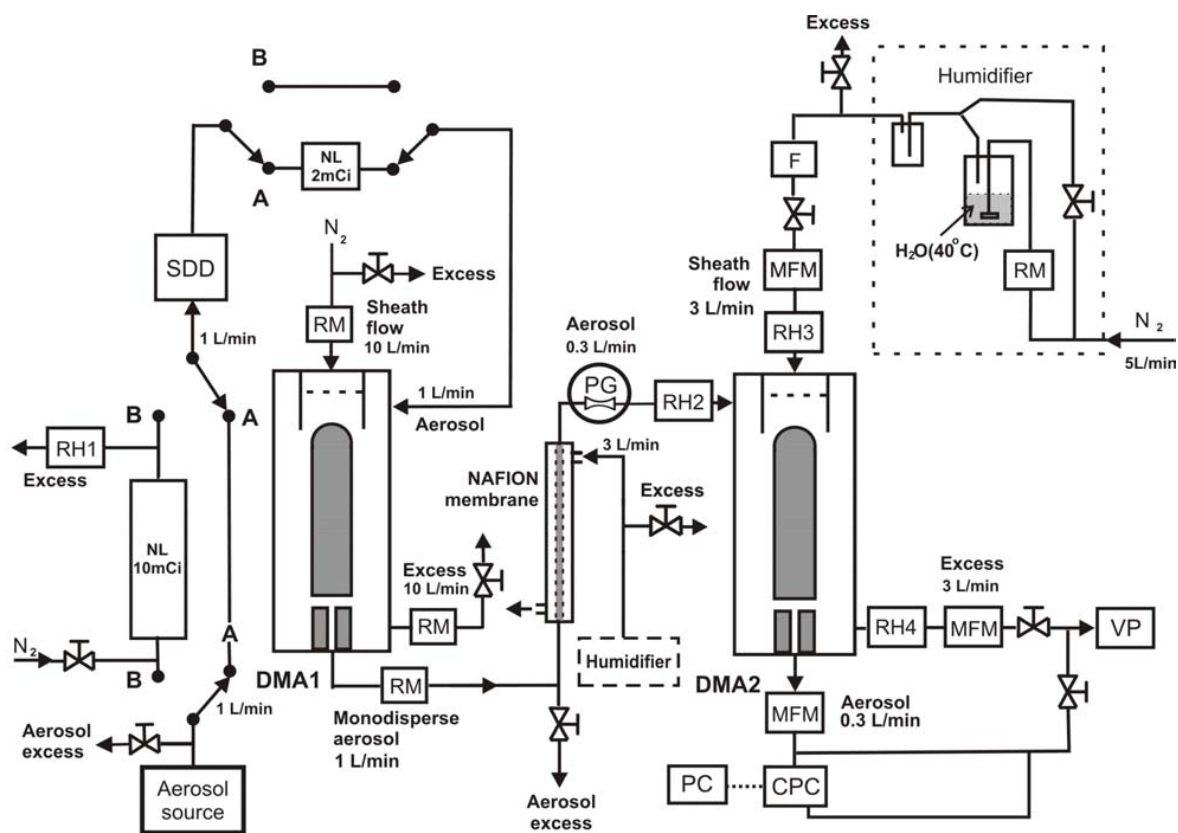 Excess
B
Humidifier
NL
2mCi
A
F
N2
H2O(40°C)
SDD
Excess
Sheath
flow
3 L/min
MFM
RM
RM
Sheath
flow
10 L/min
Aerosol
0.3 L/min
RH3
N2
5L/min
1 L/min
PG
RH2
1 L/min
Aerosol
B
A
RH1
Excess
3 L/min
NAFION
membrane
Excess
NL
10mCi
Excess
10 L/min
RM
Excess
3 L/min
A
RH4
MFM
VP
N2
B
DMA1
RM
Humidifier
DMA2
1 L/min
Monodisperse
aerosol
1 L/min
MFM
Aerosol
0.3 L/min
Aerosol
excess
Aerosol
source
Aerosol
excess
PC
CPC